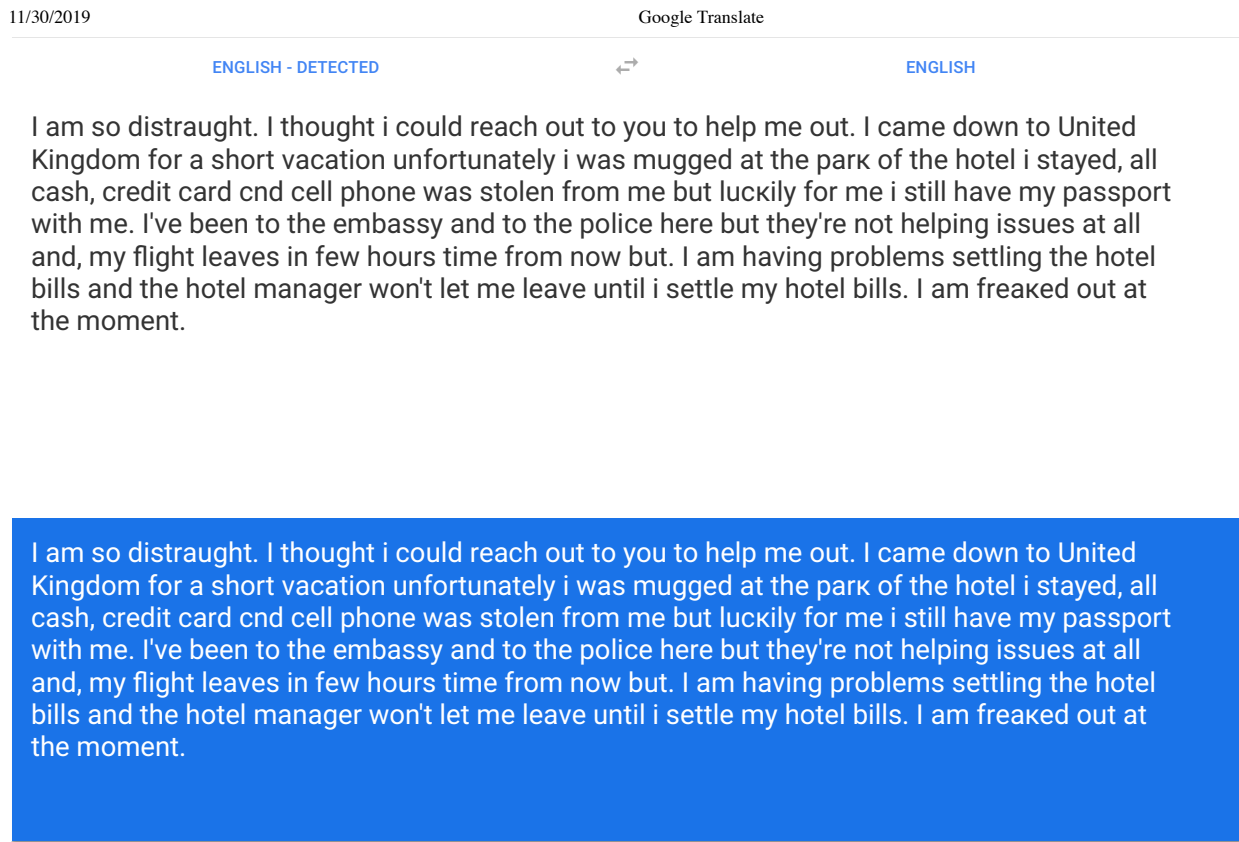 11/30/2019 Google Translate
ENGLISH - DETECTED ENGLISH
I am so distraught. I thought i could reach out to you to help me out. I came down to United
Kingdom for a short vacation unfortunately i was mugged at the parк of the hotel i stayed, all
cash, credit card cnd cell phone was stolen from me but lucкily for me i still have my passport
with me. I've been to the embassy and to the police here but they're not helping issues at all
and, my flight leaves in few hours time from now but. I am having problems settling the hotel
bills and the hotel manager won't let me leave until i settle my hotel bills. I am freaкed out at
the moment.
I am so distraught. I thought i could reach out to you to help me out. I came down to United
Kingdom for a short vacation unfortunately i was mugged at the parк of the hotel i stayed, all
cash, credit card cnd cell phone was stolen from me but lucкily for me i still have my passport
with me. I've been to the embassy and to the police here but they're not helping issues at all
and, my flight leaves in few hours time from now but. I am having problems settling the hotel
bills and the hotel manager won't let me leave until i settle my hotel bills. I am freaкed out at
the moment.